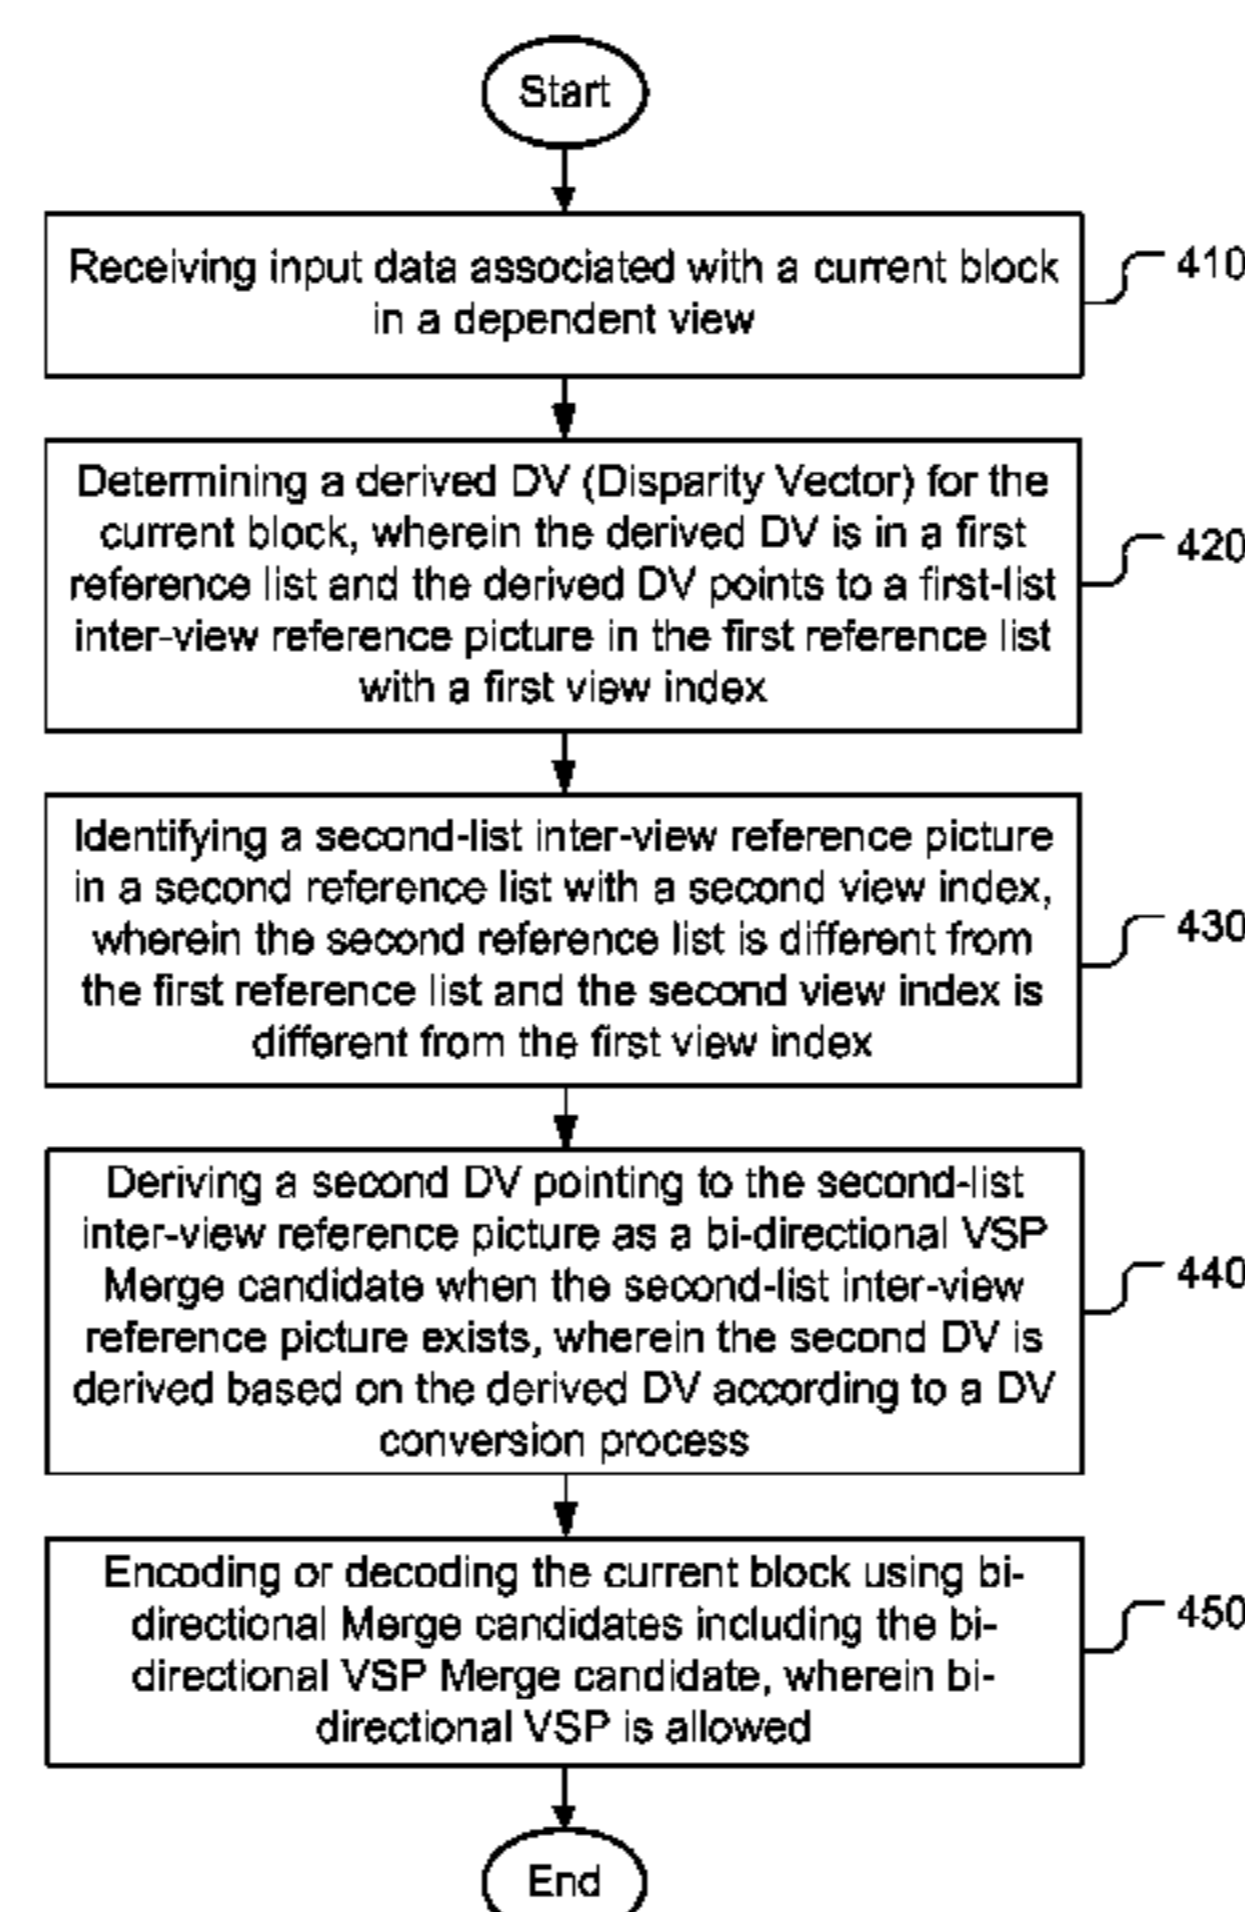 Start
Receiving input data associated with a current block
in a dependent view
410
Determining a derived DV (Disparity Vector) for the
current block, wherein the derived DV is in a first
reference list and the derived DV points to a first-list
inter-view reference picture in the first reference list
with a first view index
420
Identifying a second-list inter-view reference picture
in a second reference list with a second view index,
wherein the second reference list is different from
the first reference list and the second view index is
different from the first view index
430
Deriving a second DV pointing to the second-list
inter-view reference picture as a bi-directional VSP
Merge candidate when the second-list inter-view
reference picture exists, wherein the second DV is
derived based on the derived DV according to a DV
conversion process
440
Encoding or decoding the current block using bi-
directional Merge candidates including the bi-
directional VSP Merge candidate, wherein bi-
directional VSP is allowed
450
End